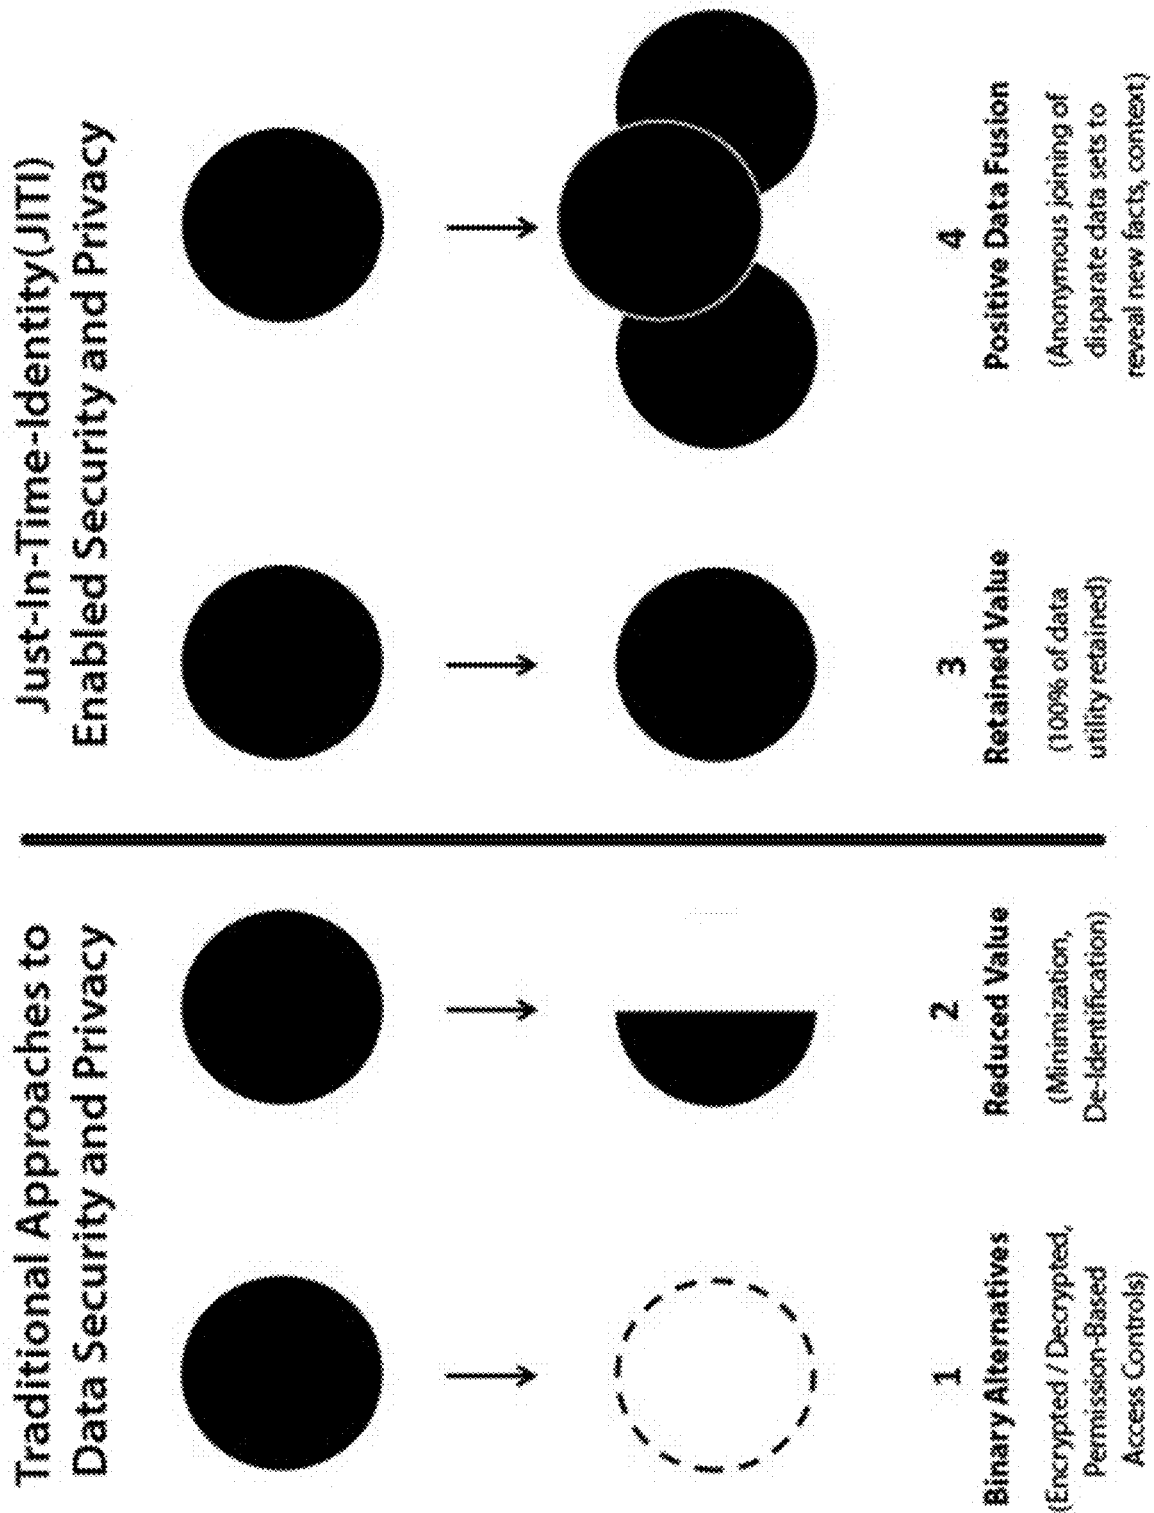 Traditional Approaches to
Data Security and Privacy
1
Binary Alternatives
(Encrypted / Decrypted,
Permission-Based
Access Controls)
2
Reduced Value
(Minimization,
De-Identification)
Just-In-Time-Identity(JITI)
Enabled Security and Privacy
3
Retained Value
(100% of data
utility retained)
4
Positive Data Fusion
(Anonymous joining of
disparate data sets to
reveal new facts, context)